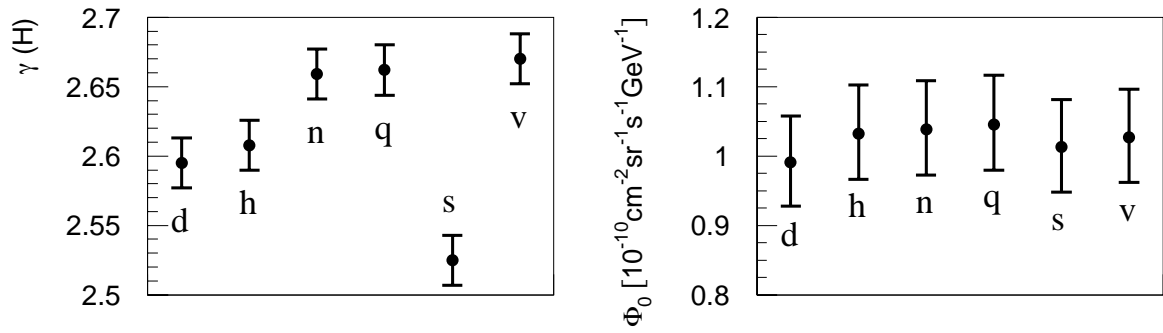 γ (H)
2.7
2.65
2.6
2.55
2.5
d
h
n
q
s
v
Φ₀ [10⁻¹⁰cm⁻²sr⁻¹s⁻¹GeV⁻¹]
1.2
1.1
1
0.9
0.8
d
h
n
q
s
v